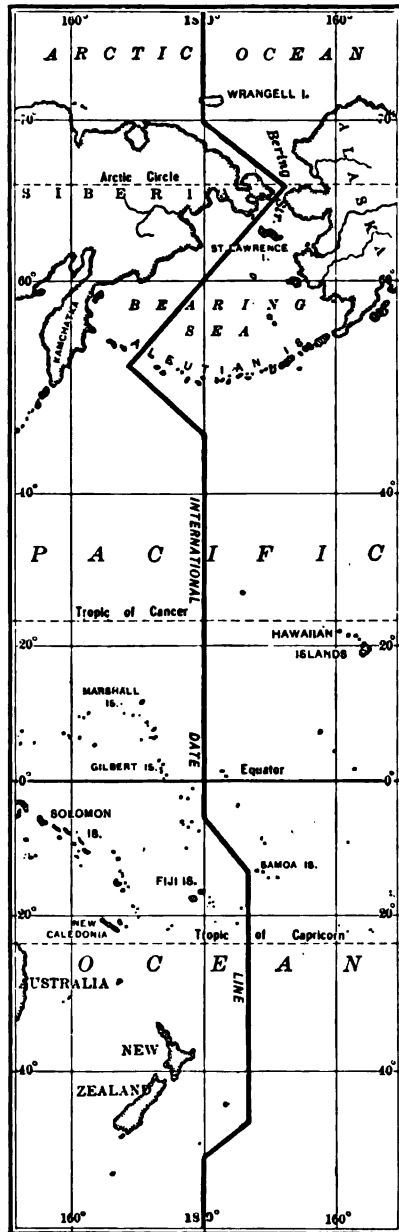 160° 180° 160°
ARCTIC OCEAN
WRANGELL I.
70° 70°
Bering Str.
ALASKA
Arctic Circle
SIBERIA
ST. LAWRENCE
I.
60° 60°
KAMCHATKA
BEARING
SEA
ALEUTIAN IS
40° 40°
INTERNATIONAL
PACIFIC
Tropic of Cancer
HAWAIIAN
ISLANDS
20° 20°
MARSHALL
IS.
DATE
GILBERT IS.
Equator
0° 0°
SOLOMON
IS.
SAMOA IS.
FIJI IS.
20° 20°
NEW
CALEDONIA
Tropic of Capricorn
OCEAN
AUSTRALIA
LINE
NEW
ZEALAND
40° 40°
160° 180° 160°